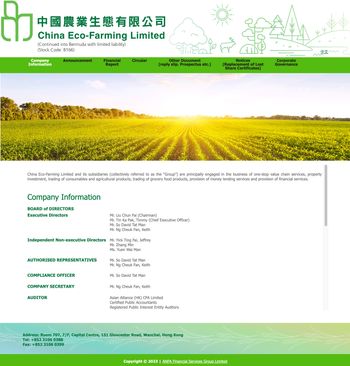 中國農業生態有限公司
China Eco-Farming Limited
(Continued into Bermuda with limited liability)
(Stock Code: 8166)
中文
Company Information
Announcement
Financial Report
Circular
Other Document (reply slip, Prospectus etc.)
Notices (Replacement of Lost Share Certificates)
Corporate Governance
China Eco-Farming Limited and its subsidiaries (collectively referred to as the "Group") are principally engaged in the business of one-stop value chain services, property
investment, trading of consumables and agricultural products, trading of grocery food products, provision of money lending services and provision of financial services.
Company Information
BOARD of DIRECTORS
Executive Directors
Mr. Liu Chun Fai (Chairman)
Mr. Yin Ka Pak, Timmy (Chief Executive Officer)
Mr. So David Tat Man
Mr. Ng Cheuk Fan, Keith
Independent Non-executive Directors
Mr. Yick Ting Fai, Jeffrey
Mr. Zhang Min
Ms. Yuen Wai Man
AUTHORISED REPRESENTATIVES
Mr. So David Tat Man
Mr. Ng Cheuk Fan, Keith
COMPLIANCE OFFICER
Mr. So David Tat Man
COMPANY SECRETARY
Mr. Ng Cheuk Fan, Keith
AUDITOR
Asian Alliance (HK) CPA Limited
Certified Public Accountants
Registered Public Interest Entity Auditors
Address: Room 707, 7/F, Capital Centre, 151 Gloucester Road, Wanchai, Hong Kong
Tel: +852 3106 0388
Fax: +852 3106 0399
Copyright © 2015 | ANFA Financial Services Group Limited